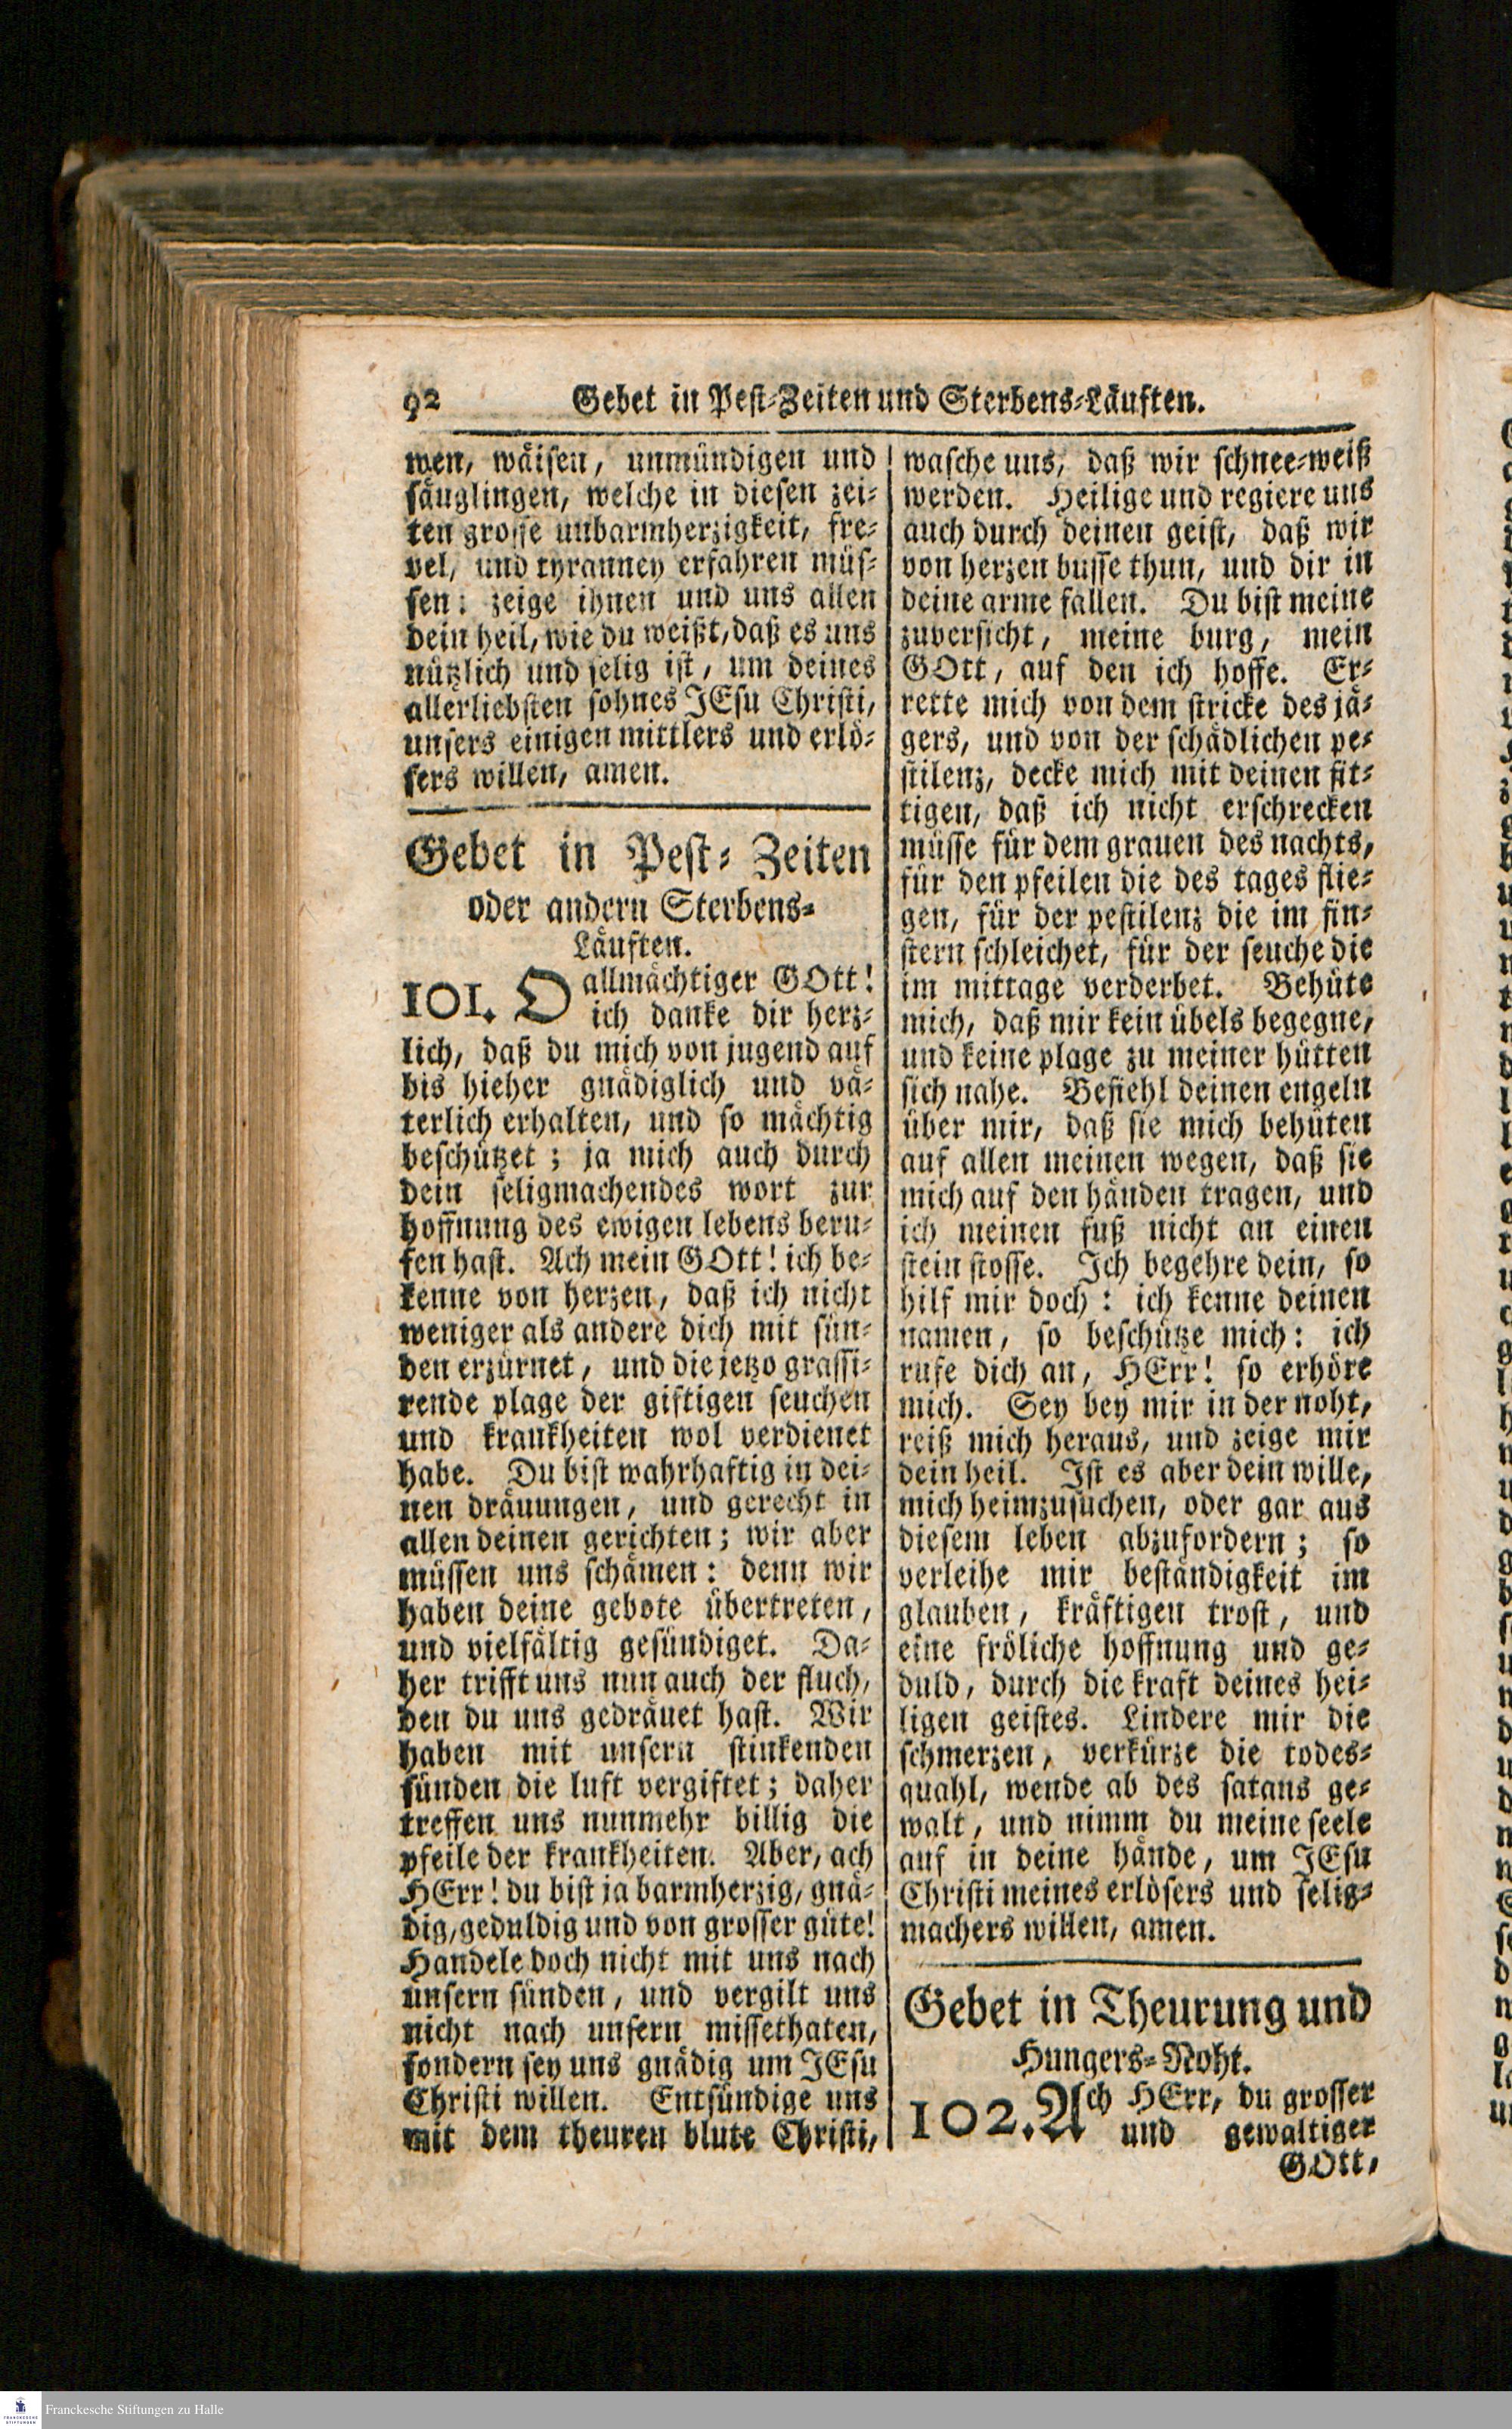 92 Gebet in Pest-Zeiten und Sterbens-Läuften.
wen, wäisen, unmündigen und
säuglingen, welche in diesen zei-
ten grosse unbarmherzigkeit, fre-
vel, und tyranney erfahren müs-
sen: zeige ihnen und uns allen
dein heil, wie du weißt, daß es uns
nützlich und selig ist, um deines
allerliebsten sohnes JEsu Christi,
unsers einigen mittlers und erlö-
sers willen, amen.
Gebet in Pest-Zeiten
oder andern Sterbens-
Läuften.
101. O allmächtiger GOtt!
ich danke dir herz-
lich, daß du mich von jugend auf
bis hieher gnädiglich und vä-
terlich erhalten, und so mächtig
beschützet; ja mich auch durch
dein seligmachendes wort zur
hoffnung des ewigen lebens beru-
fen hast. Ach mein GOtt! ich be-
kenne von herzen, daß ich nicht
weniger als andere dich mit sün-
den erzürnet, und die jetzo grassi-
rende plage der giftigen seuchen
und krankheiten wol verdienet
habe. Du bist wahrhaftig in dei-
nen dräuungen, und gerecht in
allen deinen gerichten; wir aber
müssen uns schämen: denn wir
haben deine gebote übertreten,
und vielfältig gesündiget. Da-
her trifft uns nun auch der fluch,
den du uns gedräuet hast. Wir
haben mit unsern stinkenden
sünden die luft vergiftet; daher
treffen uns nunmehr billig die
pfeile der krankheiten. Aber, ach
HErr! du bist ja barmherzig, gnä-
dig, geduldig und von grosser güte!
Handele doch nicht mit uns nach
unsern sünden, und vergilt uns
nicht nach unsern missethaten,
sondern sey uns gnädig um JEsu
Christi willen. Entsündige uns
mit dem theuren blute Christi,
wasche uns, daß wir schnee-weiß
werden. Heilige und regiere uns
auch durch deinen geist, daß wir
von herzen busse thun, und dir in
deine arme fallen. Du bist meine
zuversicht, meine burg, mein
GOtt, auf den ich hoffe. Er-
rette mich von dem stricke des jä-
gers, und von der schädlichen pe-
stilenz, decke mich mit deinen fit-
tigen, daß ich nicht erschrecken
müsse für dem grauen des nachts,
für den pfeilen die des tages flie-
gen, für der pestilenz die im fin-
stern schleichet, für der seuche die
im mittage verderbet. Behüte
mich, daß mir kein übels begegne,
und keine plage zu meiner hütten
sich nahe. Befiehl deinen engeln
über mir, daß sie mich behüten
auf allen meinen wegen, daß sie
mich auf den händen tragen, und
ich meinen fuß nicht an einen
stein stosse. Ich begehre dein, so
hilf mir doch: ich kenne deinen
namen, so beschütze mich: ich
rufe dich an, HErr! so erhöre
mich. Sey bey mir in der noht,
reiß mich heraus, und zeige mir
dein heil. Ist es aber dein wille,
mich heimzusuchen, oder gar aus
diesem leben abzufordern; so
verleihe mir beständigkeit im
glauben, kräftigen trost, und
eine fröliche hoffnung und ge-
duld, durch die kraft deines hei-
ligen geistes. Lindere mir die
schmerzen, verkürze die todes-
quahl, wende ab des satans ge-
walt, und nimm du meine seele
auf in deine hände, um JEsu
Christi meines erlösers und selig-
machers willen, amen.
Gebet in Theurung und
Hungers-Noht.
102. Ach HErr, du grosser
und gewaltiger
GOtt,
Franckesche Stiftungen zu Halle